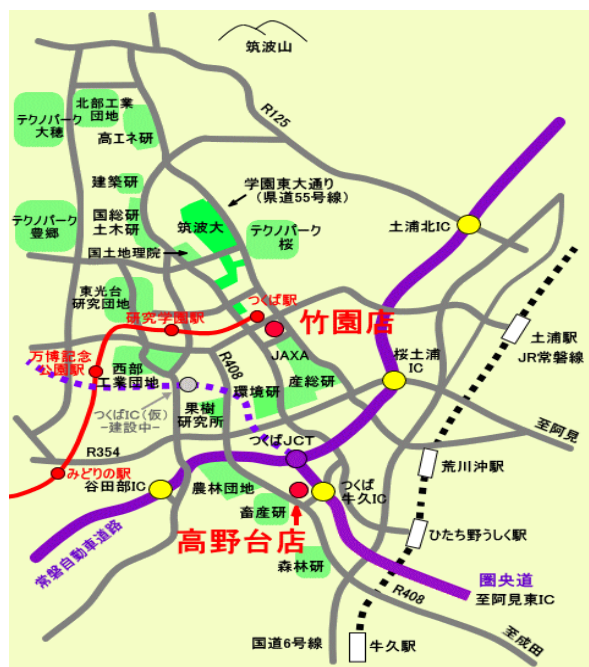 筑波山
北部工業
団地
テクノパーク
大穂
高エネ研
R125
建築研
学園東大通り
(県道55号線)
国総研
土木研
筑波大
テクノパーク
豊郷
テクノパーク
桜
土浦北IC
国土地理院
東光台
研究団地
つくば駅
研究学園駅
竹園店
土浦駅
JR常磐線
万博記念
公園駅
西部
工業団地
R408
JAXA
桜土浦
IC
環境研
産総研
つくばIC(仮)
-建設中-
果樹
研究所
至阿見
つくばJCT
R354
荒川沖駅
みどりの駅
谷田部IC
農林団地
つくば
牛久IC
畜産研
高野台店
ひたち野うしく駅
常磐自動車道路
森林研
圏央道
R408
至阿見東IC
国道6号線
牛久駅
至成田